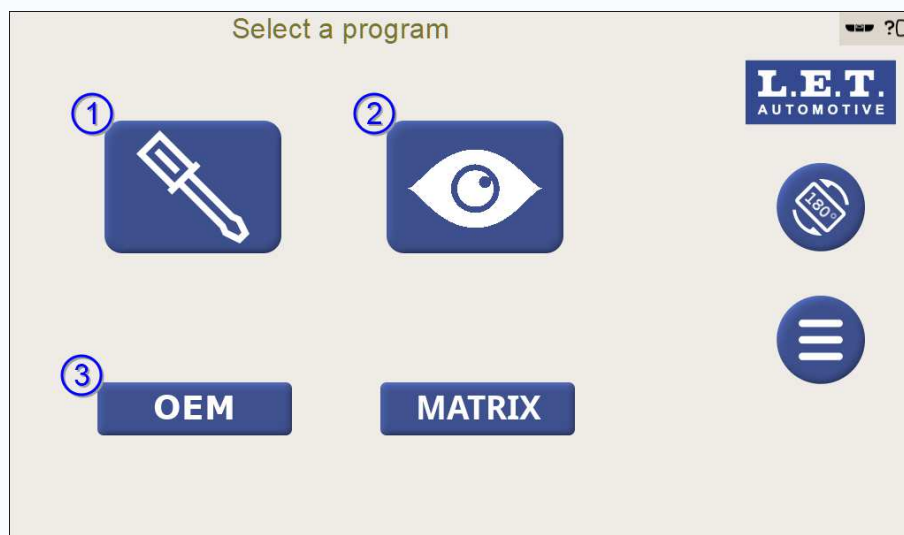 Select a program
?
L.E.T.
AUTOMOTIVE
1
2
180°
3
OEM
MATRIX